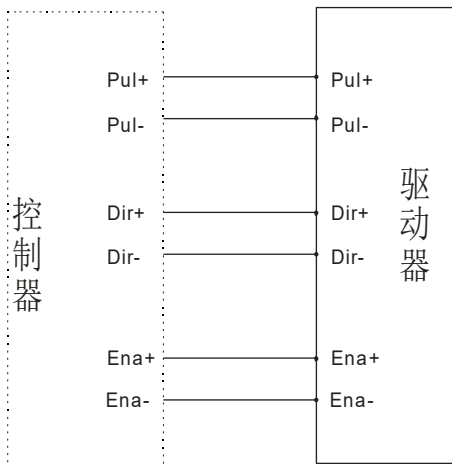 Pul+ Pul+
Pul- Pul-
控制器
Dir+ Dir+
Dir- Dir-
驱动器
Ena+ Ena+
Ena- Ena-